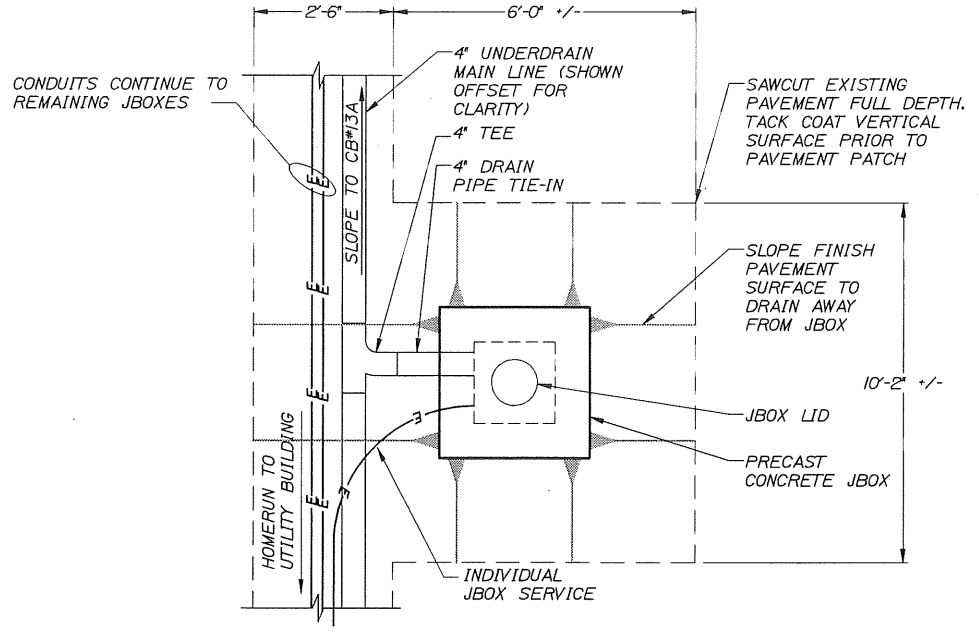 2'-6"
6'-0" +/-
CONDUITS CONTINUE TO
REMAINING JBOXES
4" UNDERDRAIN
MAIN LINE (SHOWN
OFFSET FOR
CLARITY)
4" TEE
4" DRAIN
PIPE TIE-IN
SAWCUT EXISTING
PAVEMENT FULL DEPTH.
TACK COAT VERTICAL
SURFACE PRIOR TO
PAVEMENT PATCH
SLOPE TO CB#13A
E E
E E
E E
E E
SLOPE FINISH
PAVEMENT
SURFACE TO
DRAIN AWAY
FROM JBOX
10'-2" +/-
JBOX LID
PRECAST
CONCRETE JBOX
E
E
HOMERUN TO
UTILITY BUILDING
INDIVIDUAL
JBOX SERVICE